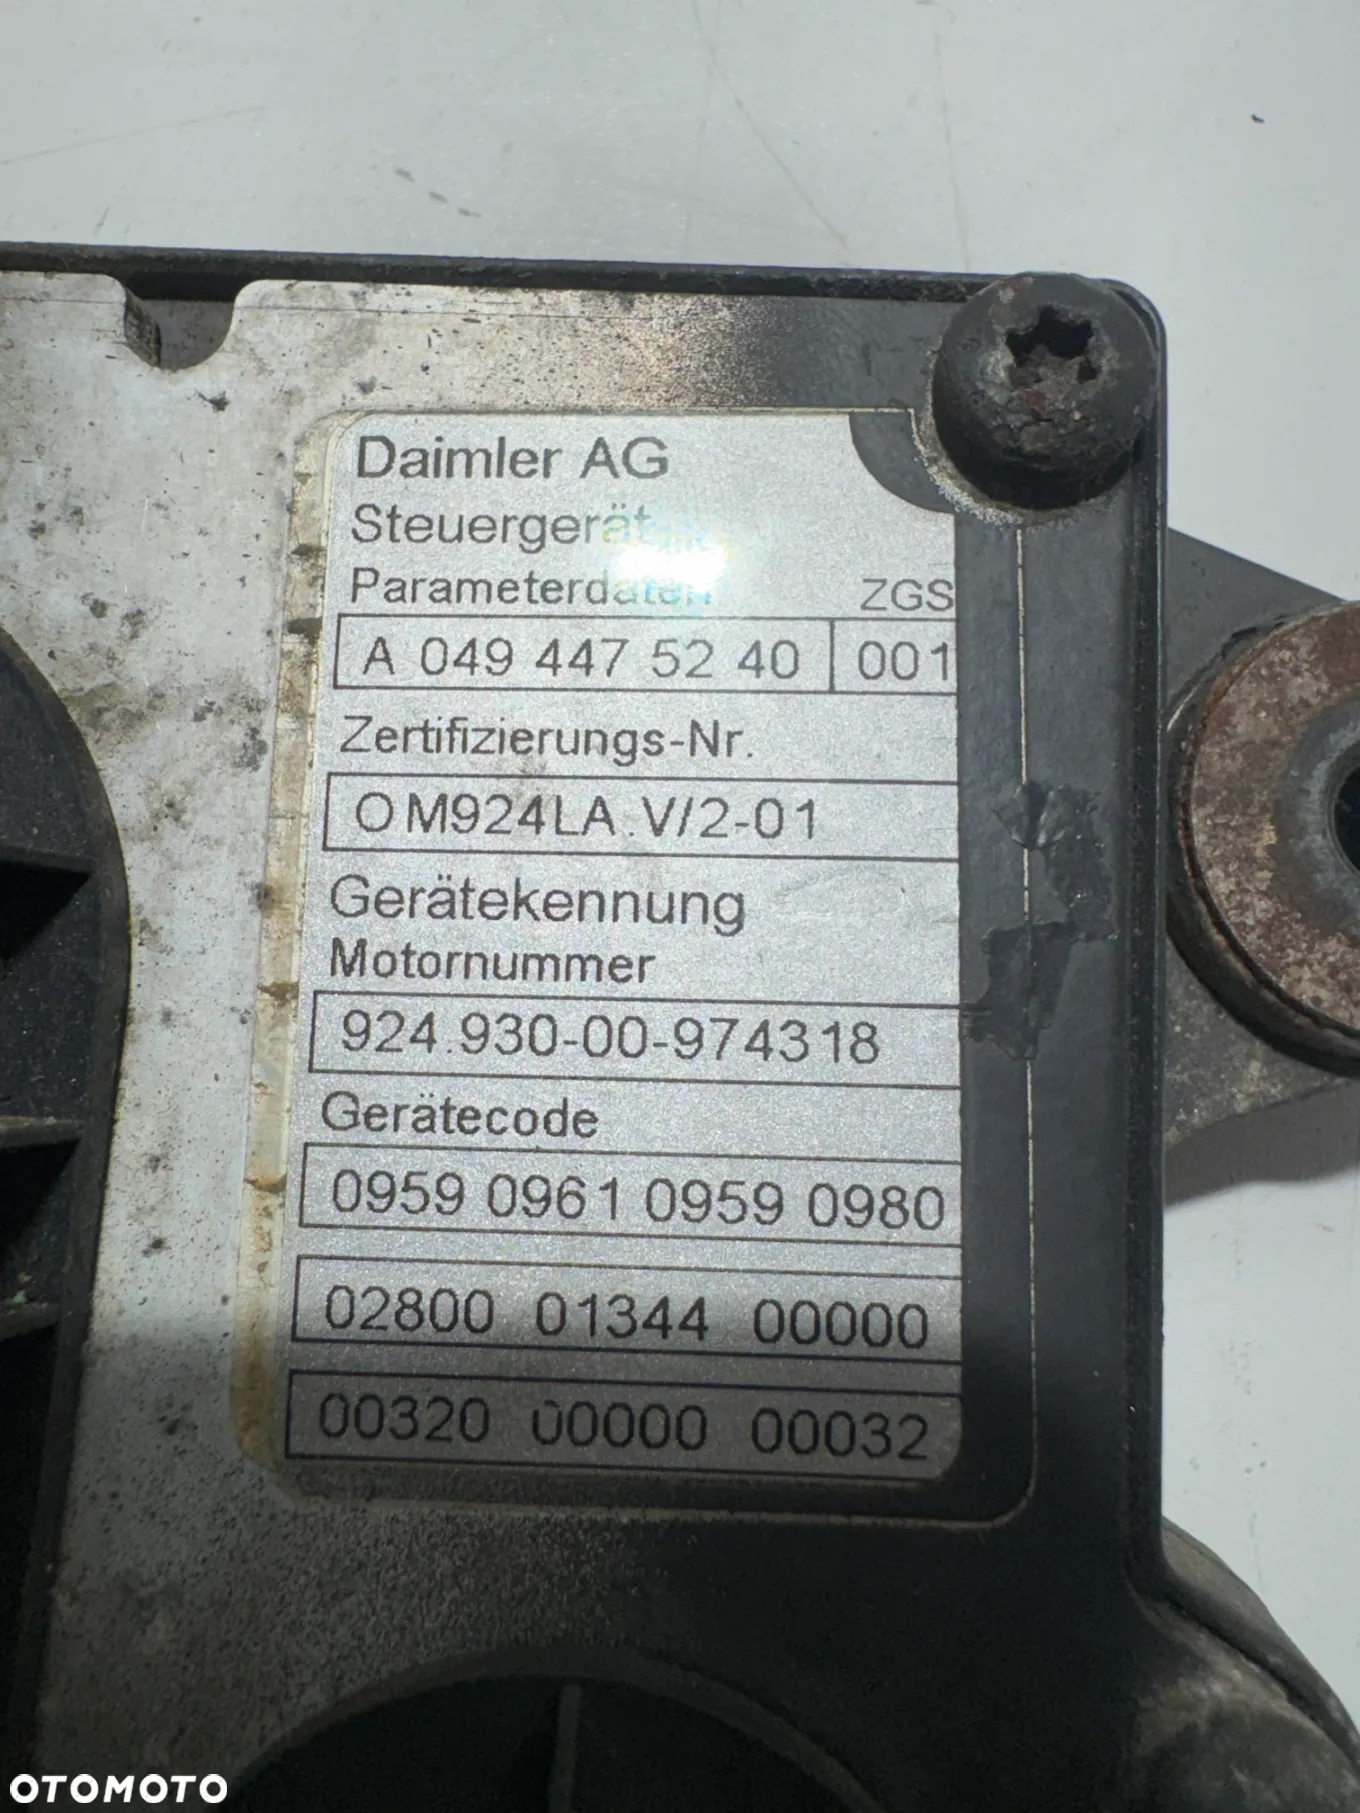 Daimler AG
Steuergerät
Parameterdaten ZGS
A 049 447 52 40 001
Zertifizierungs-Nr.
OM924LA.V/2-01
Gerätekennung
Motornummer
924.930-00-974318
Gerätecode
0959 0961 0959 0980
02800 01344 00000
00320 00000 00032
OTOMOTO